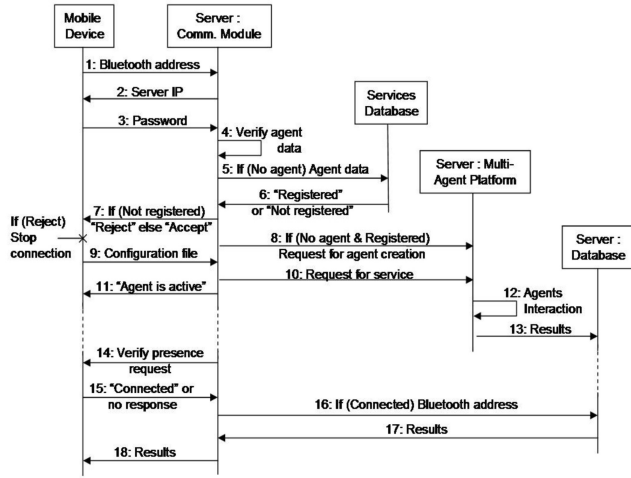 Mobile
Device
Server :
Comm. Module
1: Bluetooth address
2: Server IP
Services
Database
3: Password
4: Verify agent
data
5: If (No agent) Agent data
Server : Multi-
Agent Platform
6: “Registered”
or “Not registered”
7: If (Not registered)
“Reject” else “Accept”
If (Reject)
Stop
connection
8: If (No agent & Registered)
Request for agent creation
Server :
Database
9: Configuration file
10: Request for service
11: “Agent is active”
12: Agents
Interaction
13: Results
14: Verify presence
request
15: “Connected” or
no response
16: If (Connected) Bluetooth address
17: Results
18: Results